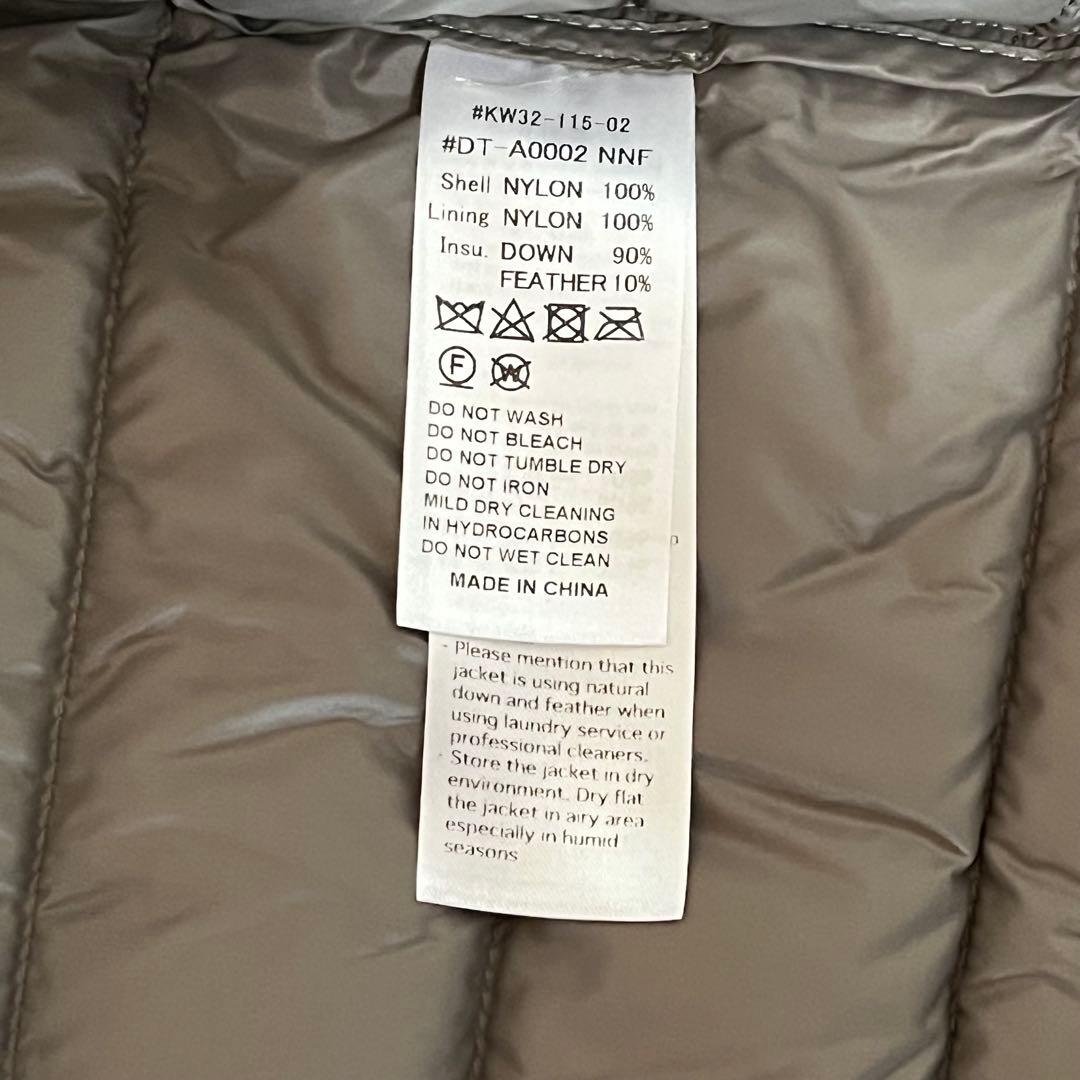 #KW32-I15-02
#DT-A0002 NNF
Shell NYLON 100%
Lining NYLON 100%
Insu. DOWN 90%
FEATHER 10%
F W
DO NOT WASH
DO NOT BLEACH
DO NOT TUMBLE DRY
DO NOT IRON
MILD DRY CLEANING
IN HYDROCARBONS
DO NOT WET CLEAN
MADE IN CHINA
- Please mention that this
jacket is using natural
down and feather when
using laundry service or
professional cleaners.
- Store the jacket in dry
environment. Dry flat
the jacket in airy area
especially in humid
seasons